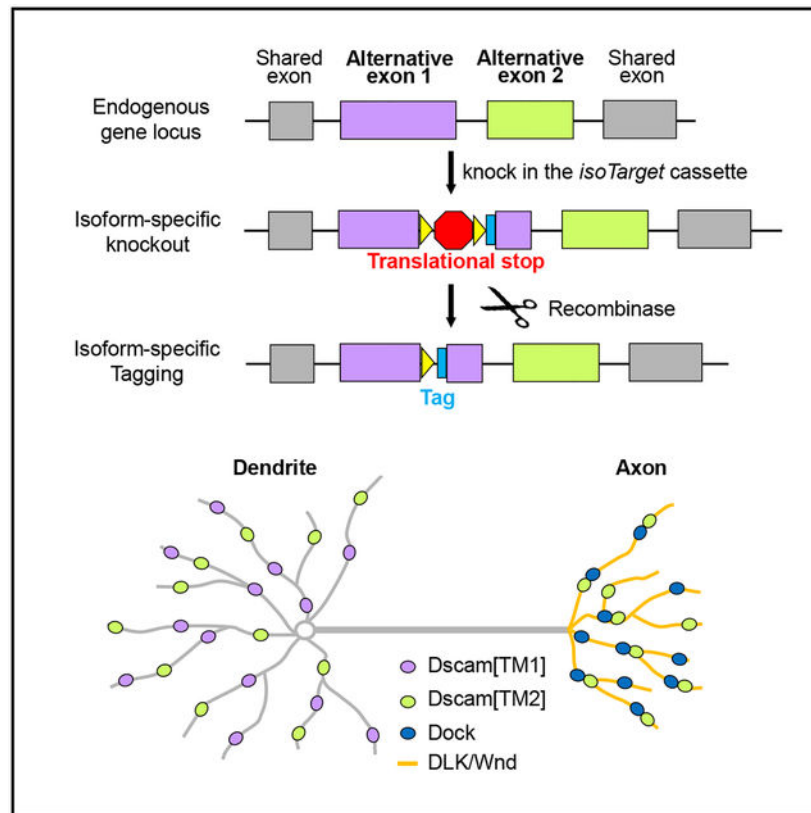 Shared
exon
Alternative
exon 1
Alternative
exon 2
Shared
exon
Endogenous
gene locus
knock in the isoTarget cassette
Isoform-specific
knockout
Translational stop
Recombinase
Isoform-specific
Tagging
Tag
Dendrite
Axon
Dscam[TM1]
Dscam[TM2]
Dock
DLK/Wnd